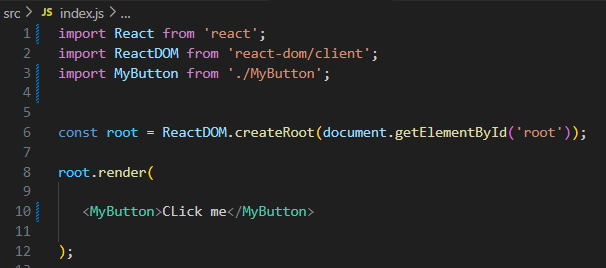 src > JS index.js > ...
1 import React from 'react';
2 import ReactDOM from 'react-dom/client';
3 import MyButton from './MyButton';
4
5
6 const root = ReactDOM.createRoot(document.getElementById('root'));
7
8 root.render(
9
10 <MyButton>CLick me</MyButton>
11
12 );